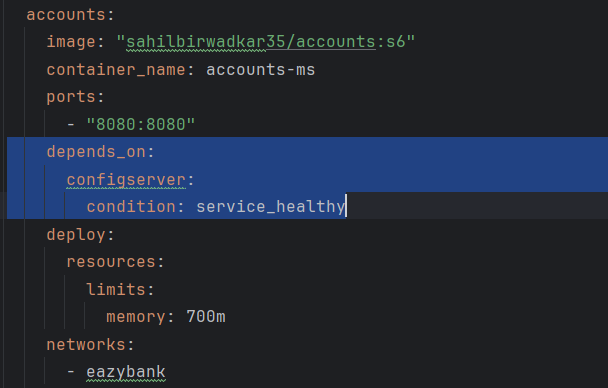 accounts:
image: "sahilbirwadkar35/accounts:s6"
container_name: accounts-ms
ports:
- "8080:8080"
depends_on:
configserver:
condition: service_healthy
deploy:
resources:
limits:
memory: 700m
networks:
- eazybank